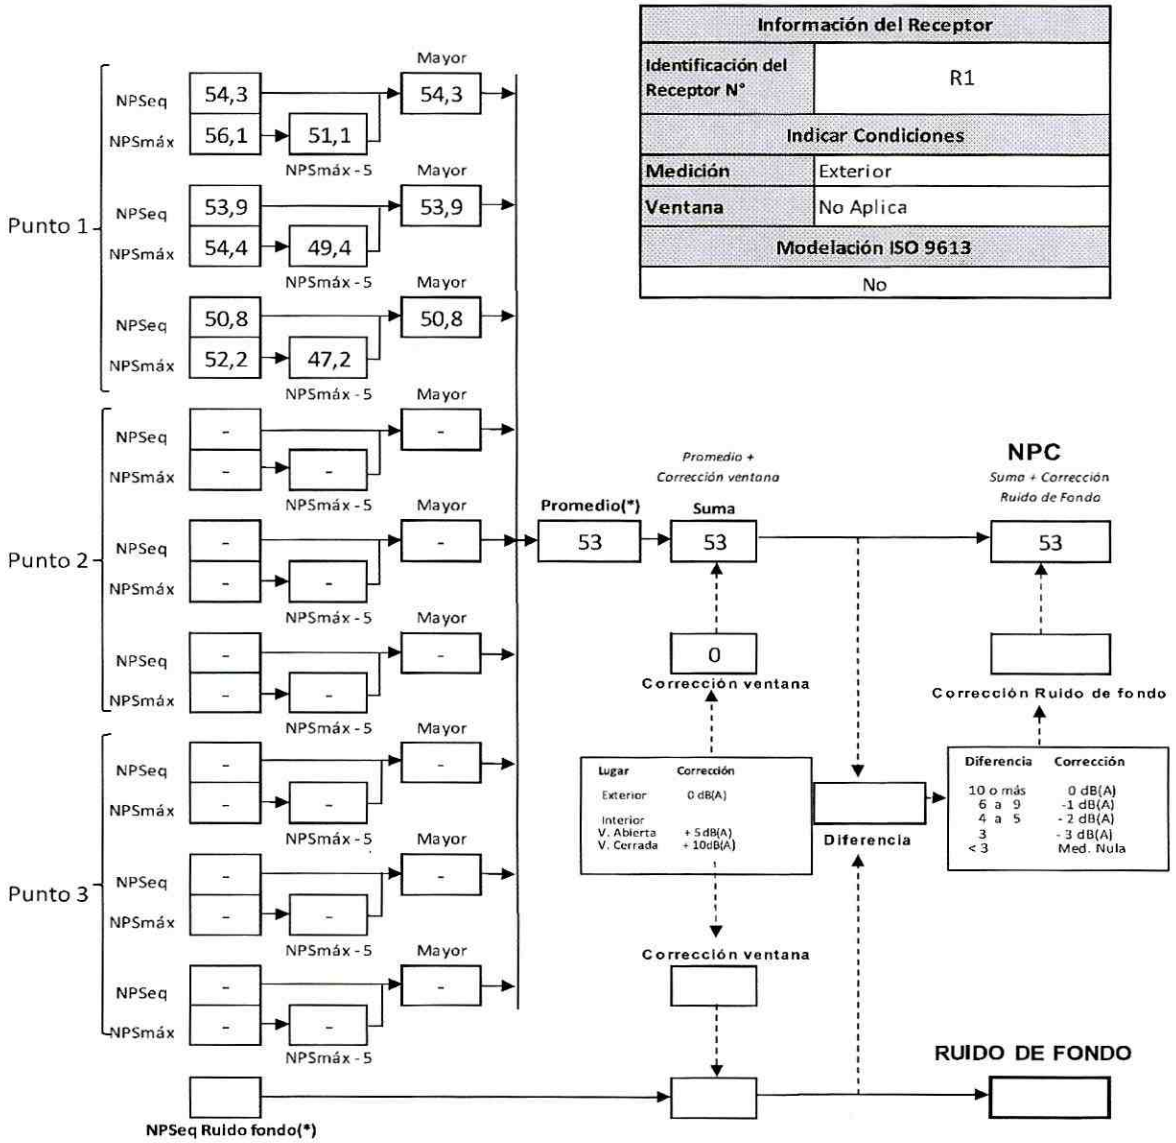 Información del Receptor
Identificación del
Receptor N°
R1
Indicar Condiciones
Medición
Exterior
Ventana
No Aplica
Modelación ISO 9613
No
Punto 1
Mayor
NPSeq
54,3
54,3
NPSmáx
56,1
51,1
NPSmáx - 5
Mayor
NPSeq
53,9
53,9
NPSmáx
54,4
49,4
NPSmáx - 5
Mayor
NPSeq
50,8
50,8
NPSmáx
52,2
47,2
NPSmáx - 5
Punto 2
Mayor
NPSeq
-
-
NPSmáx
-
-
NPSmáx - 5
Mayor
NPSeq
-
-
NPSmáx
-
-
NPSmáx - 5
Mayor
NPSeq
-
-
NPSmáx
-
-
NPSmáx - 5
Punto 3
Mayor
NPSeq
-
-
NPSmáx
-
-
NPSmáx - 5
Mayor
NPSeq
-
-
NPSmáx
-
-
NPSmáx - 5
Mayor
NPSeq
-
-
NPSmáx
-
-
NPSmáx - 5
NPSeq Ruido fondo(*)
Promedio(*)
53
Promedio +
Corrección ventana
Suma
53
0
Corrección ventana
Lugar Corrección
Exterior 0 dB(A)
Interior
V. Abierta + 5 dB(A)
V. Cerrada + 10dB(A)
Corrección ventana
Diferencia
NPC
Suma + Corrección
Ruido de Fondo
53
Corrección Ruido de fondo
Diferencia Corrección
10 o más 0 dB(A)
6 a 9 -1 dB(A)
4 a 5 - 2 dB(A)
3 - 3 dB(A)
< 3 Med. Nula
RUIDO DE FONDO